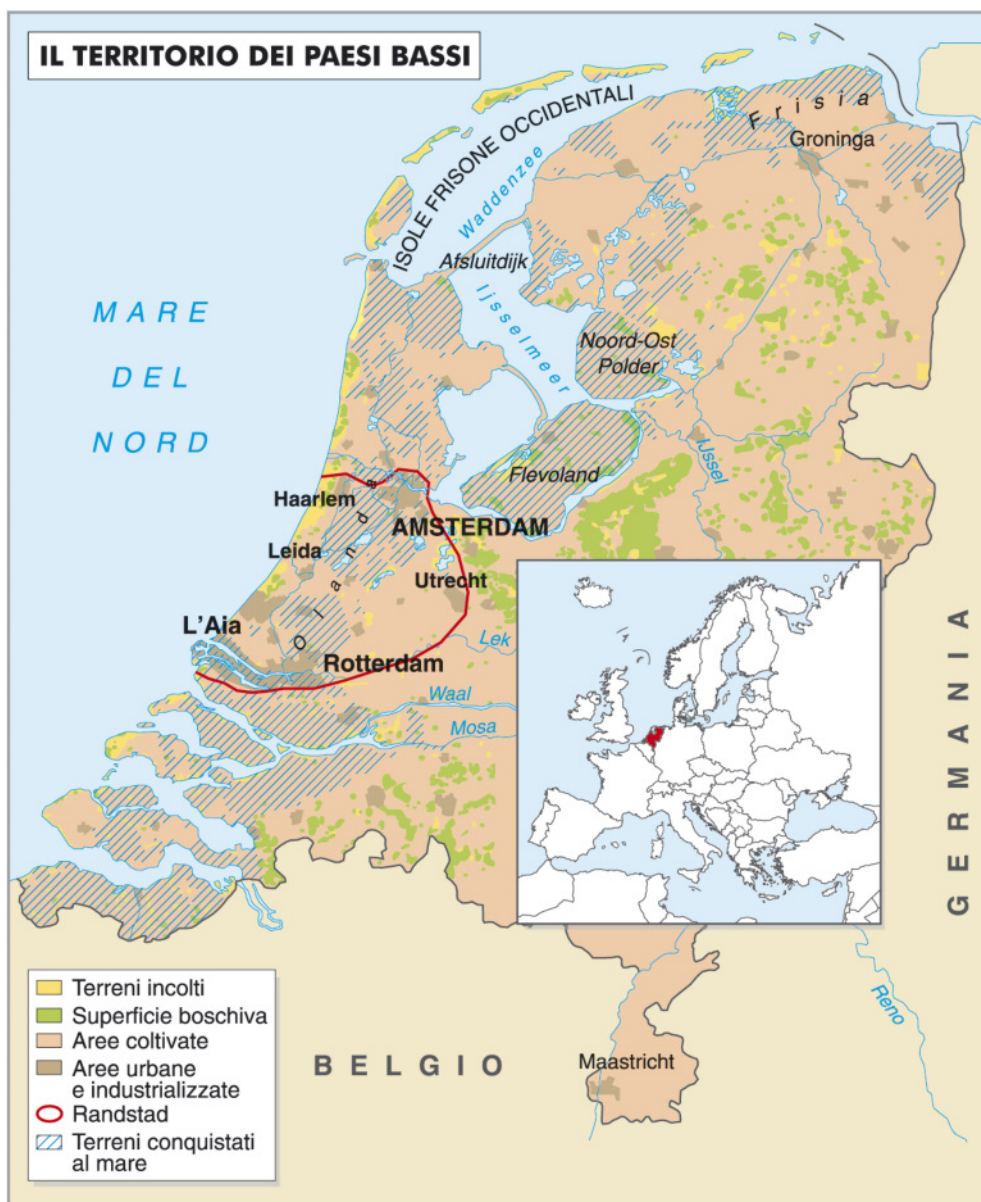 IL TERRITORIO DEI PAESI BASSI
ISOLE FRISONE OCCIDENTALI
Frisia
Groninga
Waddenzee
Afsluitdijk
Ijsselmeer
MARE
DEL
NORD
Noord-Ost
Polder
IJssel
Flevoland
Haarlem
AMSTERDAM
Olanda
Leida
Utrecht
L'Aia
Lek
Rotterdam
Waal
Mosa
GERMANIA
Reno
BELGIO
Maastricht
Terreni incolti
Superficie boschiva
Aree coltivate
Aree urbane
e industrializzate
Randstad
Terreni conquistati
al mare